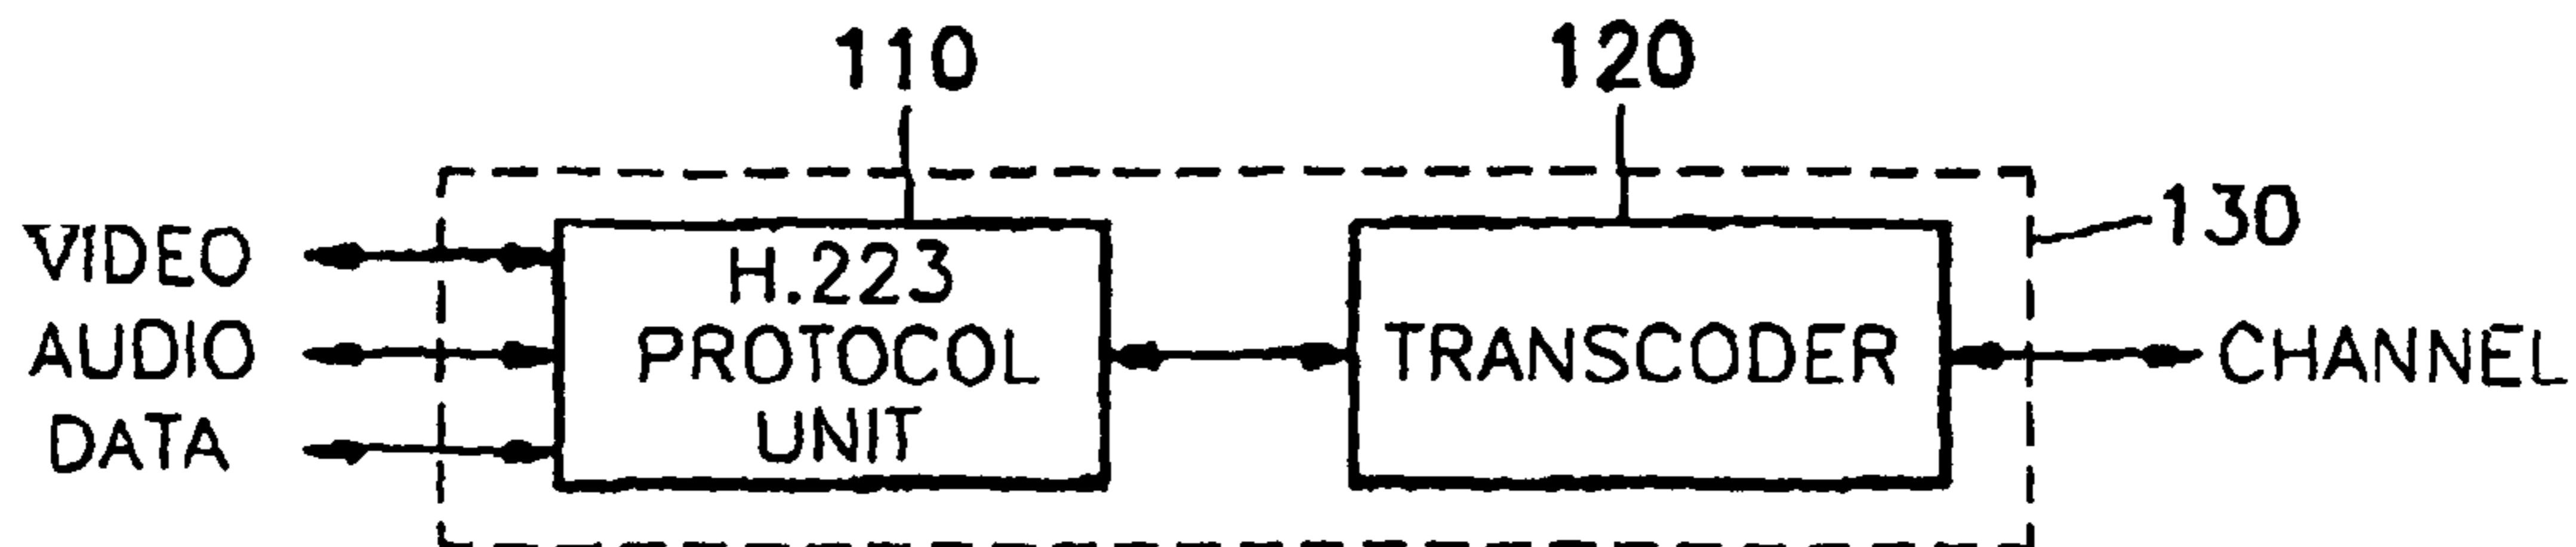 110
120
130
VIDEO
AUDIO
DATA
H.223
PROTOCOL
UNIT
TRANSCODER
CHANNEL